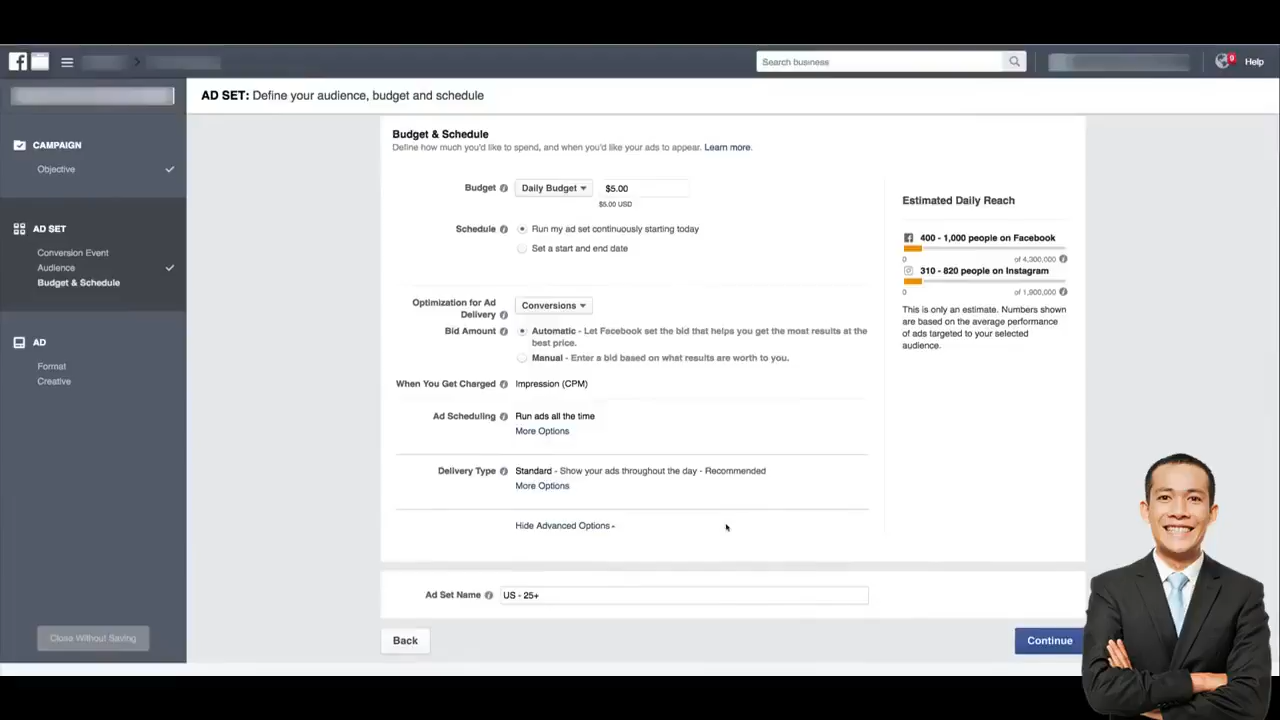 Search business
0
Help
AD SET: Define your audience, budget and schedule
CAMPAIGN
Objective
AD SET
Conversion Event
Audience
Budget & Schedule
AD
Format
Creative
Close Without Saving
Budget & Schedule
Define how much you'd like to spend, and when you'd like your ads to appear. Learn more.
Budget Daily Budget $5.00
$5.00 USD
Schedule Run my ad set continuously starting today
Set a start and end date
Optimization for Ad Delivery Conversions
Bid Amount Automatic - Let Facebook set the bid that helps you get the most results at the
best price.
Manual - Enter a bid based on what results are worth to you.
When You Get Charged Impression (CPM)
Ad Scheduling Run ads all the time
More Options
Delivery Type Standard - Show your ads throughout the day - Recommended
More Options
Hide Advanced Options
Estimated Daily Reach
400 - 1,000 people on Facebook
0 of 4,300,000
310 - 820 people on Instagram
0 of 1,900,000
This is only an estimate. Numbers shown
are based on the average performance
of ads targeted to your selected
audience.
Ad Set Name US - 25+
Back
Continue